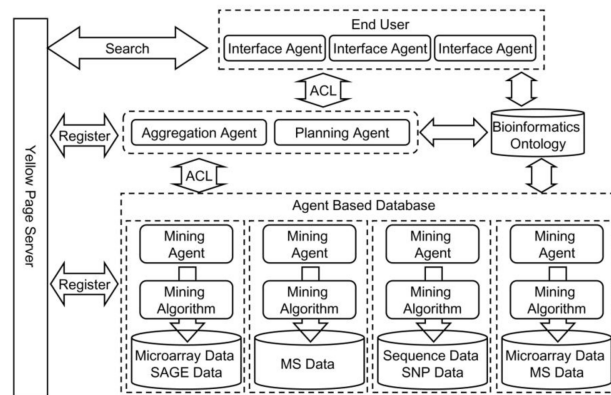 End User
Search
Interface Agent Interface Agent Interface Agent
ACL
Register
Aggregation Agent
Planning Agent
Bioinformatics
Ontology
ACL
Yellow Page Server
Agent Based Database
Register
Mining
Agent
Mining
Algorithm
Microarray Data
SAGE Data
Mining
Agent
Mining
Algorithm
MS Data
Mining
Agent
Mining
Algorithm
Sequence Data
SNP Data
Mining
Agent
Mining
Algorithm
Microarray Data
MS Data